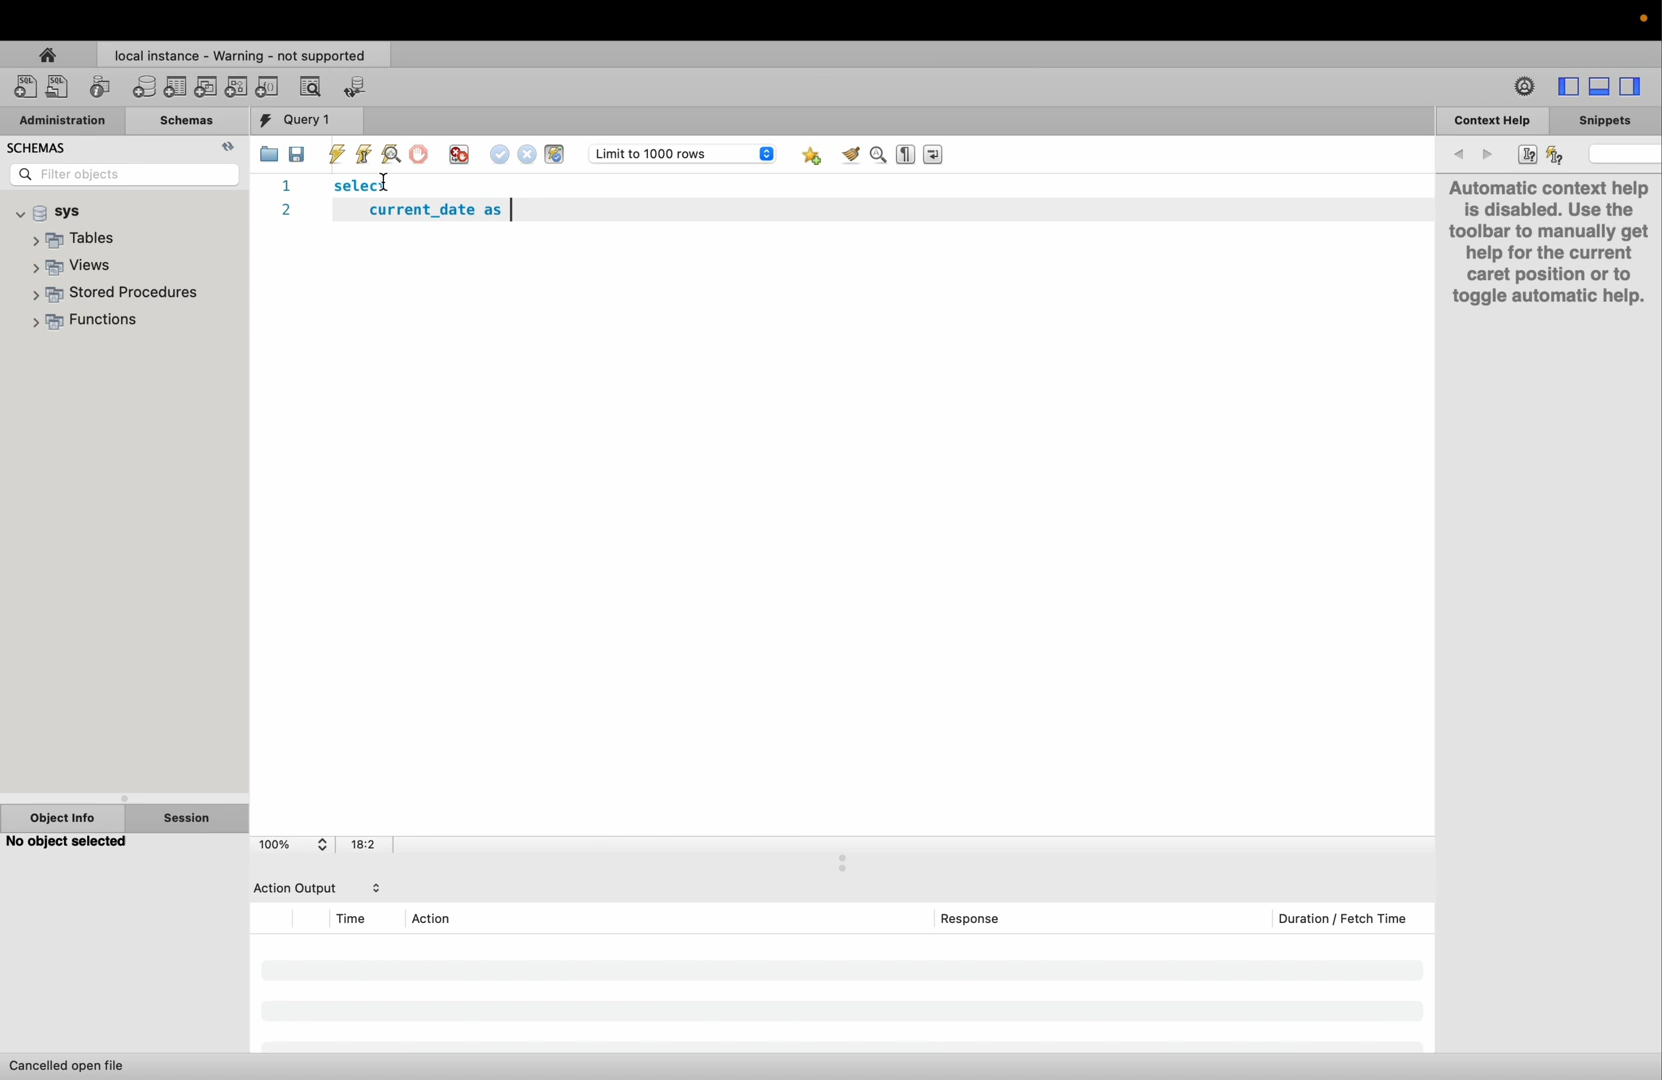 local instance - Warning - not supported
SQL SQL
Administration Schemas Query 1 Context Help Snippets
SCHEMAS
Limit to 1000 rows
Filter objects
1 select
2 current_date as
sys
Tables
Views
Stored Procedures
Functions
Automatic context help
is disabled. Use the
toolbar to manually get
help for the current
caret position or to
toggle automatic help.
Object Info Session
No object selected
100% 18:2
Action Output
Time Action Response Duration / Fetch Time
Cancelled open file